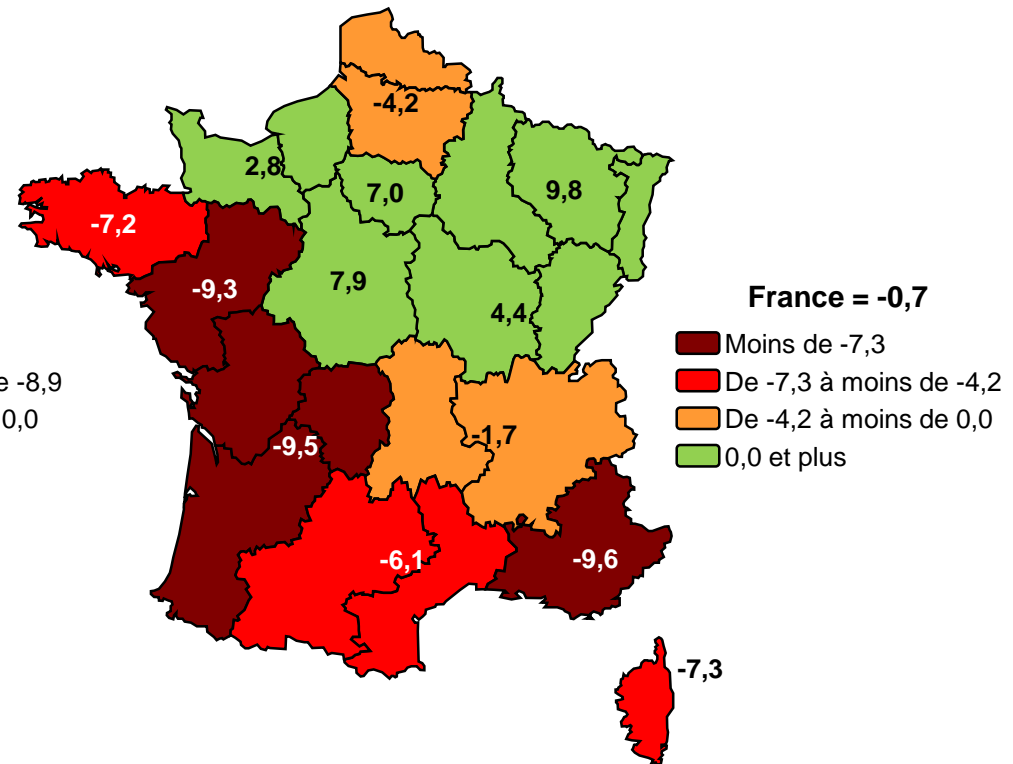 -4,2
2,8
7,0
9,8
-7,2
-9,3
7,9
4,4
France = -0,7
Moins de -7,3
De -7,3 à moins de -4,2
De -4,2 à moins de 0,0
0,0 et plus
e -8,9
0,0
-1,7
-9,5
-6,1
-9,6
-7,3